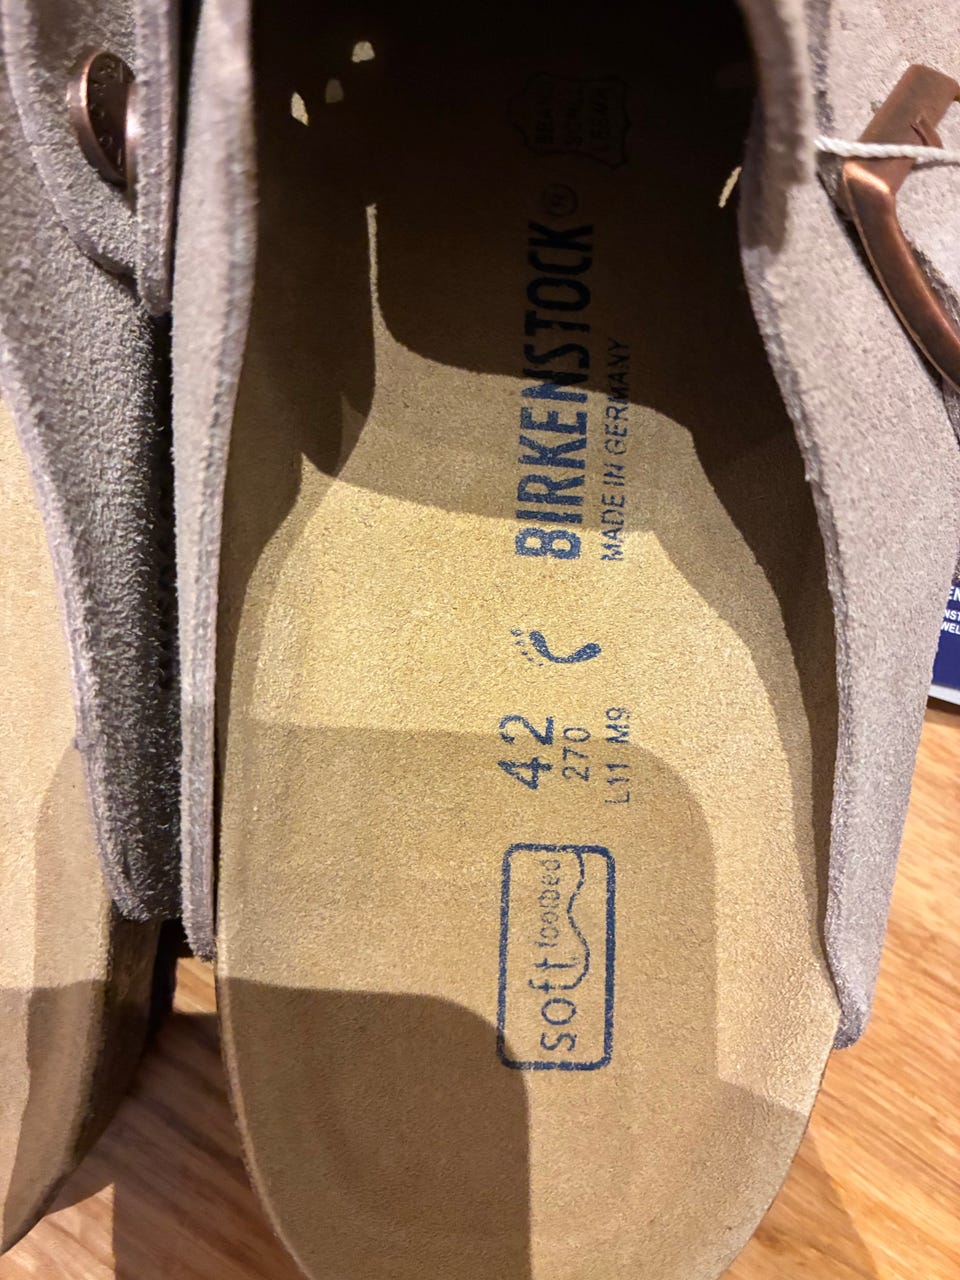 BIRKENSTOCK®
MADE IN GERMANY
42
270
L11 M9
soft footbed